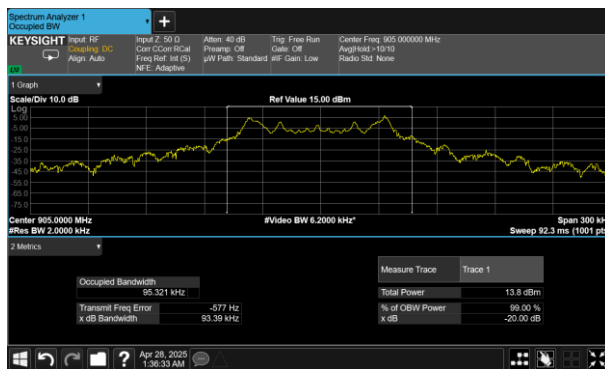 Spectrum Analyzer 1
Occupied BW
KEYSIGHT
Input: RF
Coupling: DC
Align: Auto
Input Z: 50 Ω
Corr CCorr RCal
Freq Ref: Int (S)
NFE: Adaptive
Atten: 40 dB
Preamp: Off
µW Path: Standard
Trig: Free Run
Gate: Off
#IF Gain: Low
Center Freq: 905.000000 MHz
Avg|Hold:>10/10
Radio Std: None
1 Graph
Scale/Div 10.0 dB
Ref Value 15.00 dBm
Log
5.00
-5.00
-15.0
-25.0
-35.0
-45.0
-55.0
-65.0
-75.0
Center 905.0000 MHz
#Video BW 6.2000 kHz*
Span 300 kH
#Res BW 2.0000 kHz
Sweep 92.3 ms (1001 pts
2 Metrics
Measure Trace Trace 1
Occupied Bandwidth
95.321 kHz
Total Power 13.8 dBm
Transmit Freq Error -577 Hz
% of OBW Power 99.00 %
x dB Bandwidth 93.39 kHz
x dB -20.00 dB
?
Apr 28, 2025
1:36:33 AM